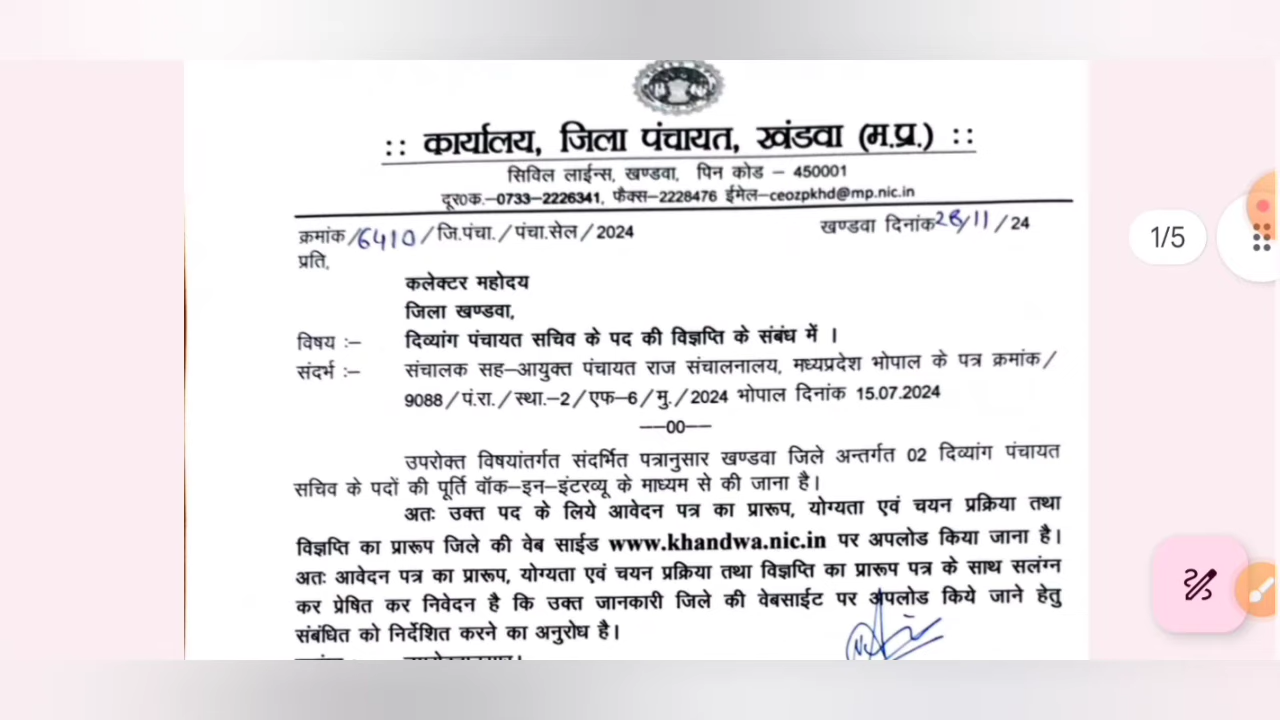 :: कार्यालय, जिला पंचायत, खंडवा (म.प्र.) ::
सिविल लाईन्स, खण्डवा, पिन कोड – 450001
दूर0क.–0733–2226341, फैक्स–2228476 ईमेल–ceozpkhd@mp.nic.in
क्रमांक/6410/जि.पंचा./पंचा.सेल/2024 खण्डवा दिनांक 28/11/24
प्रति,
कलेक्टर महोदय
जिला खण्डवा,
विषय :– दिव्यांग पंचायत सचिव के पद की विज्ञप्ति के संबंध में ।
संदर्भ :– संचालक सह–आयुक्त पंचायत राज संचालनालय, मध्यप्रदेश भोपाल के पत्र क्रमांक/
9088/पं.रा./स्था.–2/एफ–6/मु./2024 भोपाल दिनांक 15.07.2024
—00—
उपरोक्त विषयांतर्गत संदर्भित पत्रानुसार खण्डवा जिले अन्तर्गत 02 दिव्यांग पंचायत
सचिव के पदों की पूर्ति वॉक–इन–इंटरव्यू के माध्यम से की जाना है।
अतः उक्त पद के लिये आवेदन पत्र का प्रारूप, योग्यता एवं चयन प्रक्रिया तथा
विज्ञप्ति का प्रारूप जिले की वेब साईड www.khandwa.nic.in पर अपलोड किया जाना है।
अतः आवेदन पत्र का प्रारूप, योग्यता एवं चयन प्रक्रिया तथा विज्ञप्ति का प्रारूप पत्र के साथ सलंग्न
कर प्रेषित कर निवेदन है कि उक्त जानकारी जिले की वेबसाईट पर अपलोड किये जाने हेतु
संबंधित को निर्देशित करने का अनुरोध है।
1/5